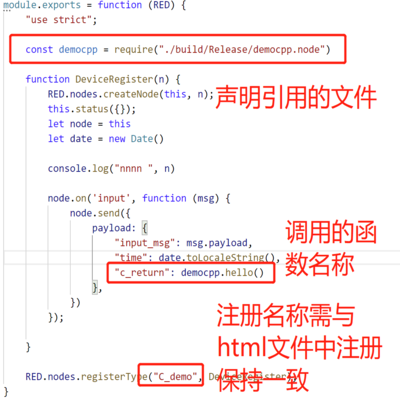 module.exports = function (RED) {
"use strict";
const democpp = require("./build/Release/democpp.node")
function DeviceRegister(n) {
RED.nodes.createNode(this, n);
声明引用的文件
this.status({});
let node = this
let date = new Date()
console.log("nnnn ", n)
node.on('input', function (msg) {
node.send({
payload: {
调用的函
"input_msg": msg.payload,
数名称
"time": date.toLocaleString(),
"c_return": democpp.hello()
},
})
});
注册名称需与
html文件中注册
}
保持一致
RED.nodes.registerType("C_demo", DeviceRegister);
}